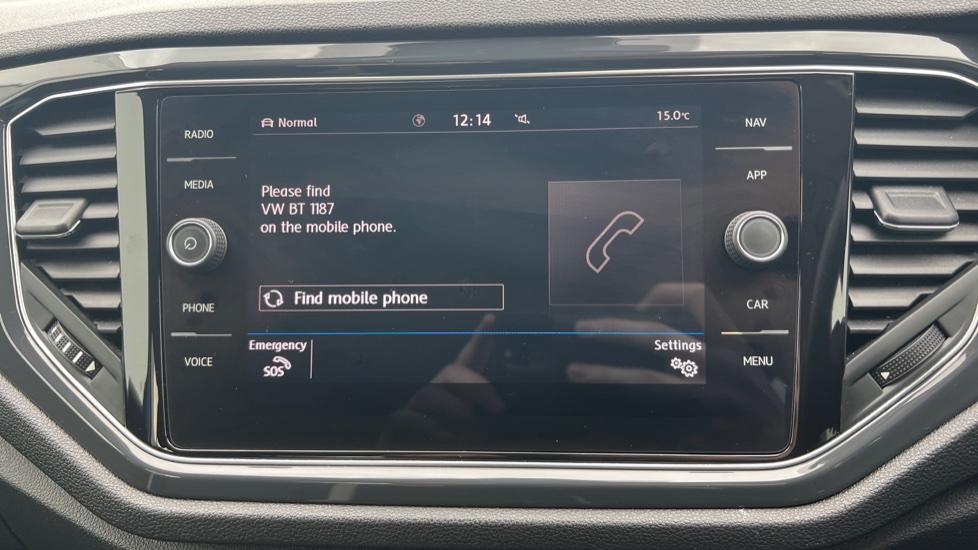 RADIO
MEDIA
PHONE
VOICE
Normal 12:14 15.0°C
Please find
VW BT 1187
on the mobile phone.
Find mobile phone
Emergency
SOS
Settings
NAV
APP
CAR
MENU